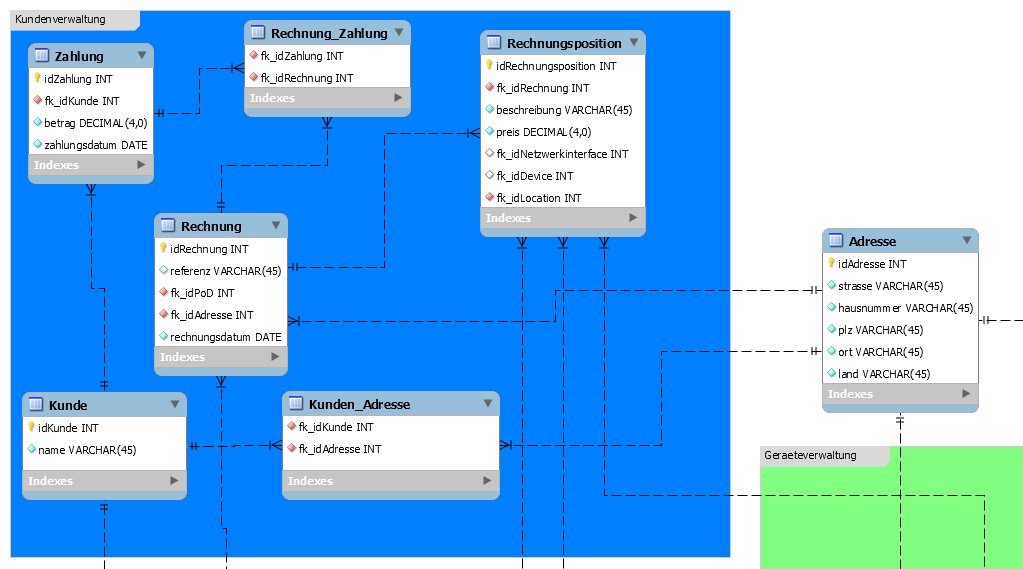 Kundenverwaltung
Zahlung
idZahlung INT
fk_idKunde INT
betrag DECIMAL(4,0)
zahlungsdatum DATE
Indexes
Rechnung_Zahlung
fk_idZahlung INT
fk_idRechnung INT
Indexes
Rechnungsposition
idRechnungsposition INT
fk_idRechnung INT
beschreibung VARCHAR(45)
preis DECIMAL(4,0)
fk_idNetzwerkinterface INT
fk_idDevice INT
fk_idLocation INT
Indexes
Rechnung
idRechnung INT
referenz VARCHAR(45)
fk_idPoD INT
fk_idAdresse INT
rechnungsdatum DATE
Indexes
Adresse
idAdresse INT
strasse VARCHAR(45)
hausnummer VARCHAR(45)
plz VARCHAR(45)
ort VARCHAR(45)
land VARCHAR(45)
Indexes
Kunde
idKunde INT
name VARCHAR(45)
Indexes
Kunden_Adresse
fk_idKunde INT
fk_idAdresse INT
Indexes
Geraeteverwaltung